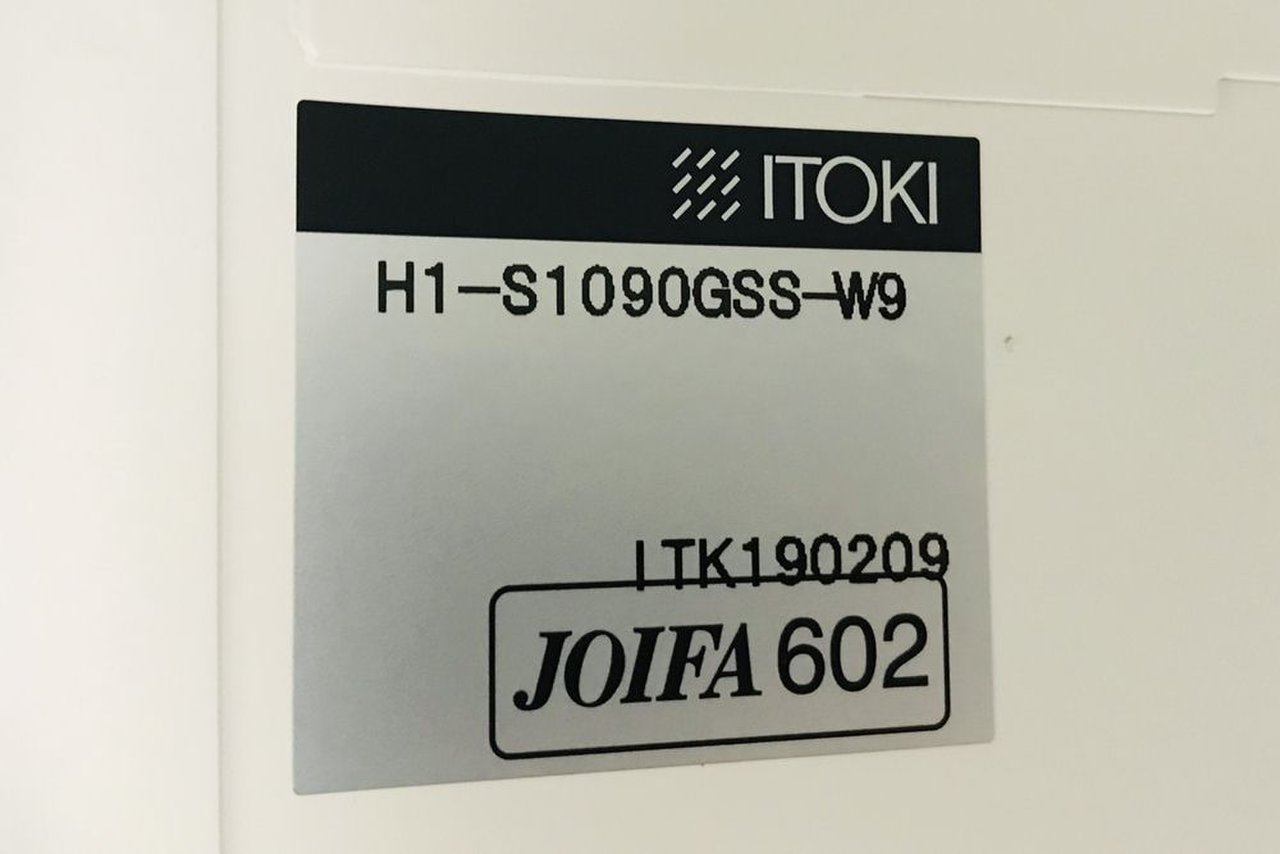 ITOKI
H1-S1090GSS-W9
ITK190209
JOIFA 602